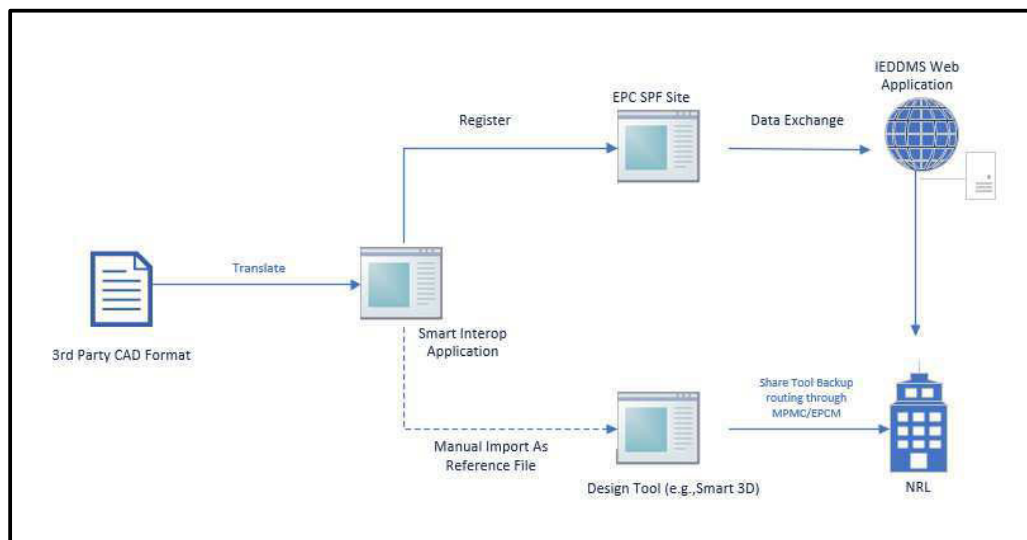 IEDDMS Web
Application
EPC SPF Site
Register
Data Exchange
Translate
3rd Party CAD Format
Smart Interop
Application
Share Tool Backup
routing through
MPMC/EPCM
Manual Import As
Reference File
Design Tool (e.g.,Smart 3D)
NRL